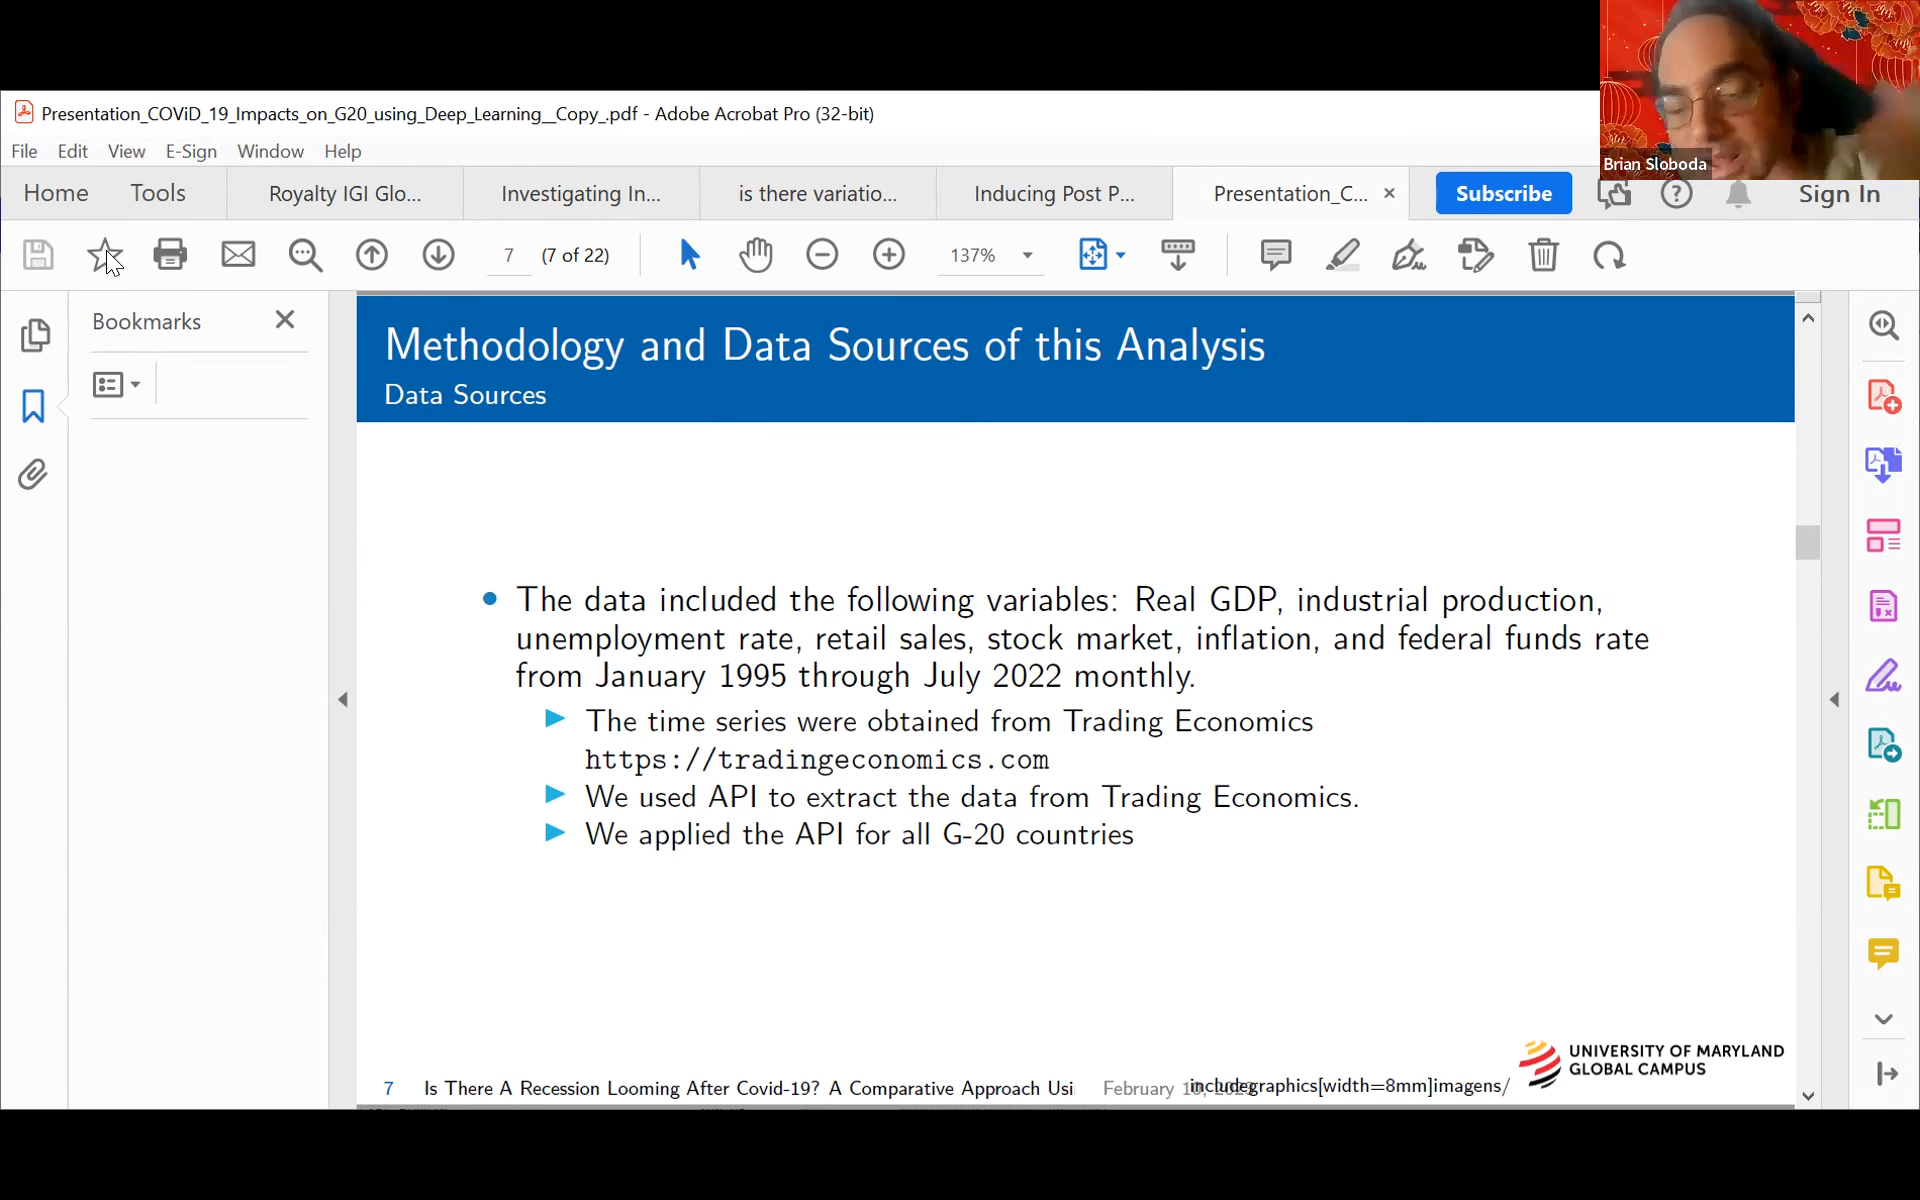 Presentation_COViD_19_Impacts_on_G20_using_Deep_Learning__Copy_.pdf - Adobe Acrobat Pro (32-bit)
Brian Sloboda
File Edit View E-Sign Window Help
Home Tools Royalty IGI Glo... Investigating In... is there variatio... Inducing Post P... Presentation_C... × Subscribe Sign In
7 (7 of 22) 137%
Bookmarks
Methodology and Data Sources of this Analysis
Data Sources
The data included the following variables: Real GDP, industrial production,
unemployment rate, retail sales, stock market, inflation, and federal funds rate
from January 1995 through July 2022 monthly.
The time series were obtained from Trading Economics
https://tradingeconomics.com
We used API to extract the data from Trading Economics.
We applied the API for all G-20 countries
UNIVERSITY OF MARYLAND
GLOBAL CAMPUS
7 Is There A Recession Looming After Covid-19? A Comparative Approach Usi February includegraphics[width=8mm]imagens/